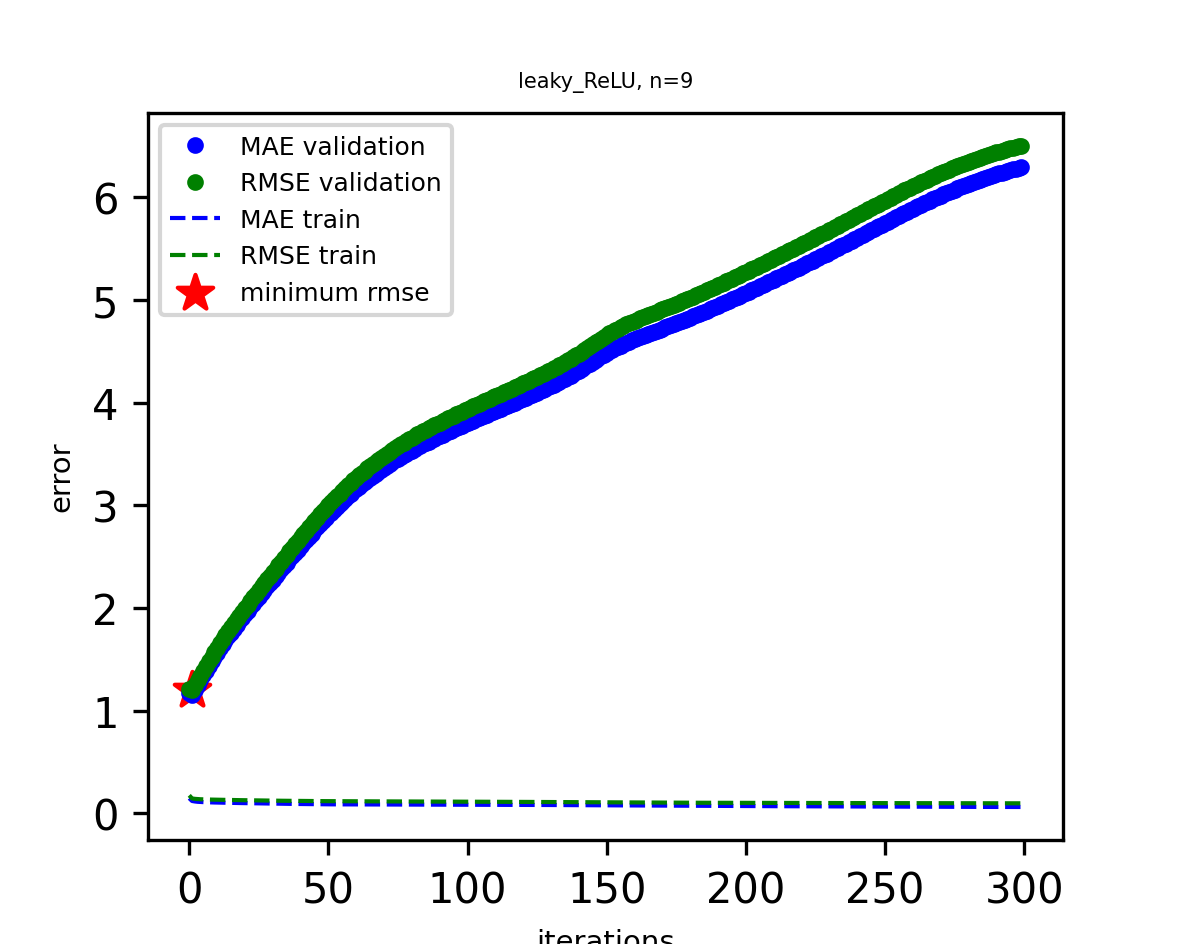 leaky_ReLU, n=9
MAE validation
RMSE validation
MAE train
RMSE train
minimum rmse
error
6
5
4
3
2
1
0
0 50 100 150 200 250 300
iterations